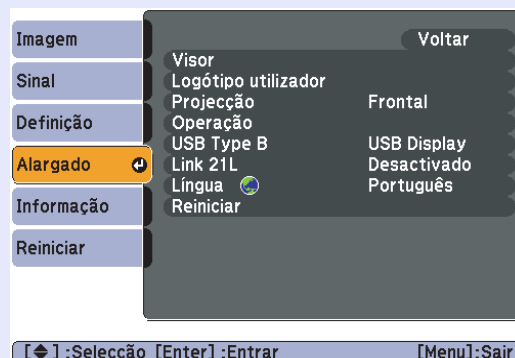 Imagem
Sinal
Definição
Alargado
Informação
Reiniciar
Voltar
Visor
Logótipo utilizador
Projecção Frontal
Operação
USB Type B USB Display
Link 21L Desactivado
Língua Português
Reiniciar
[ ] :Selecção [Enter] :Entrar [Menu]:Sair